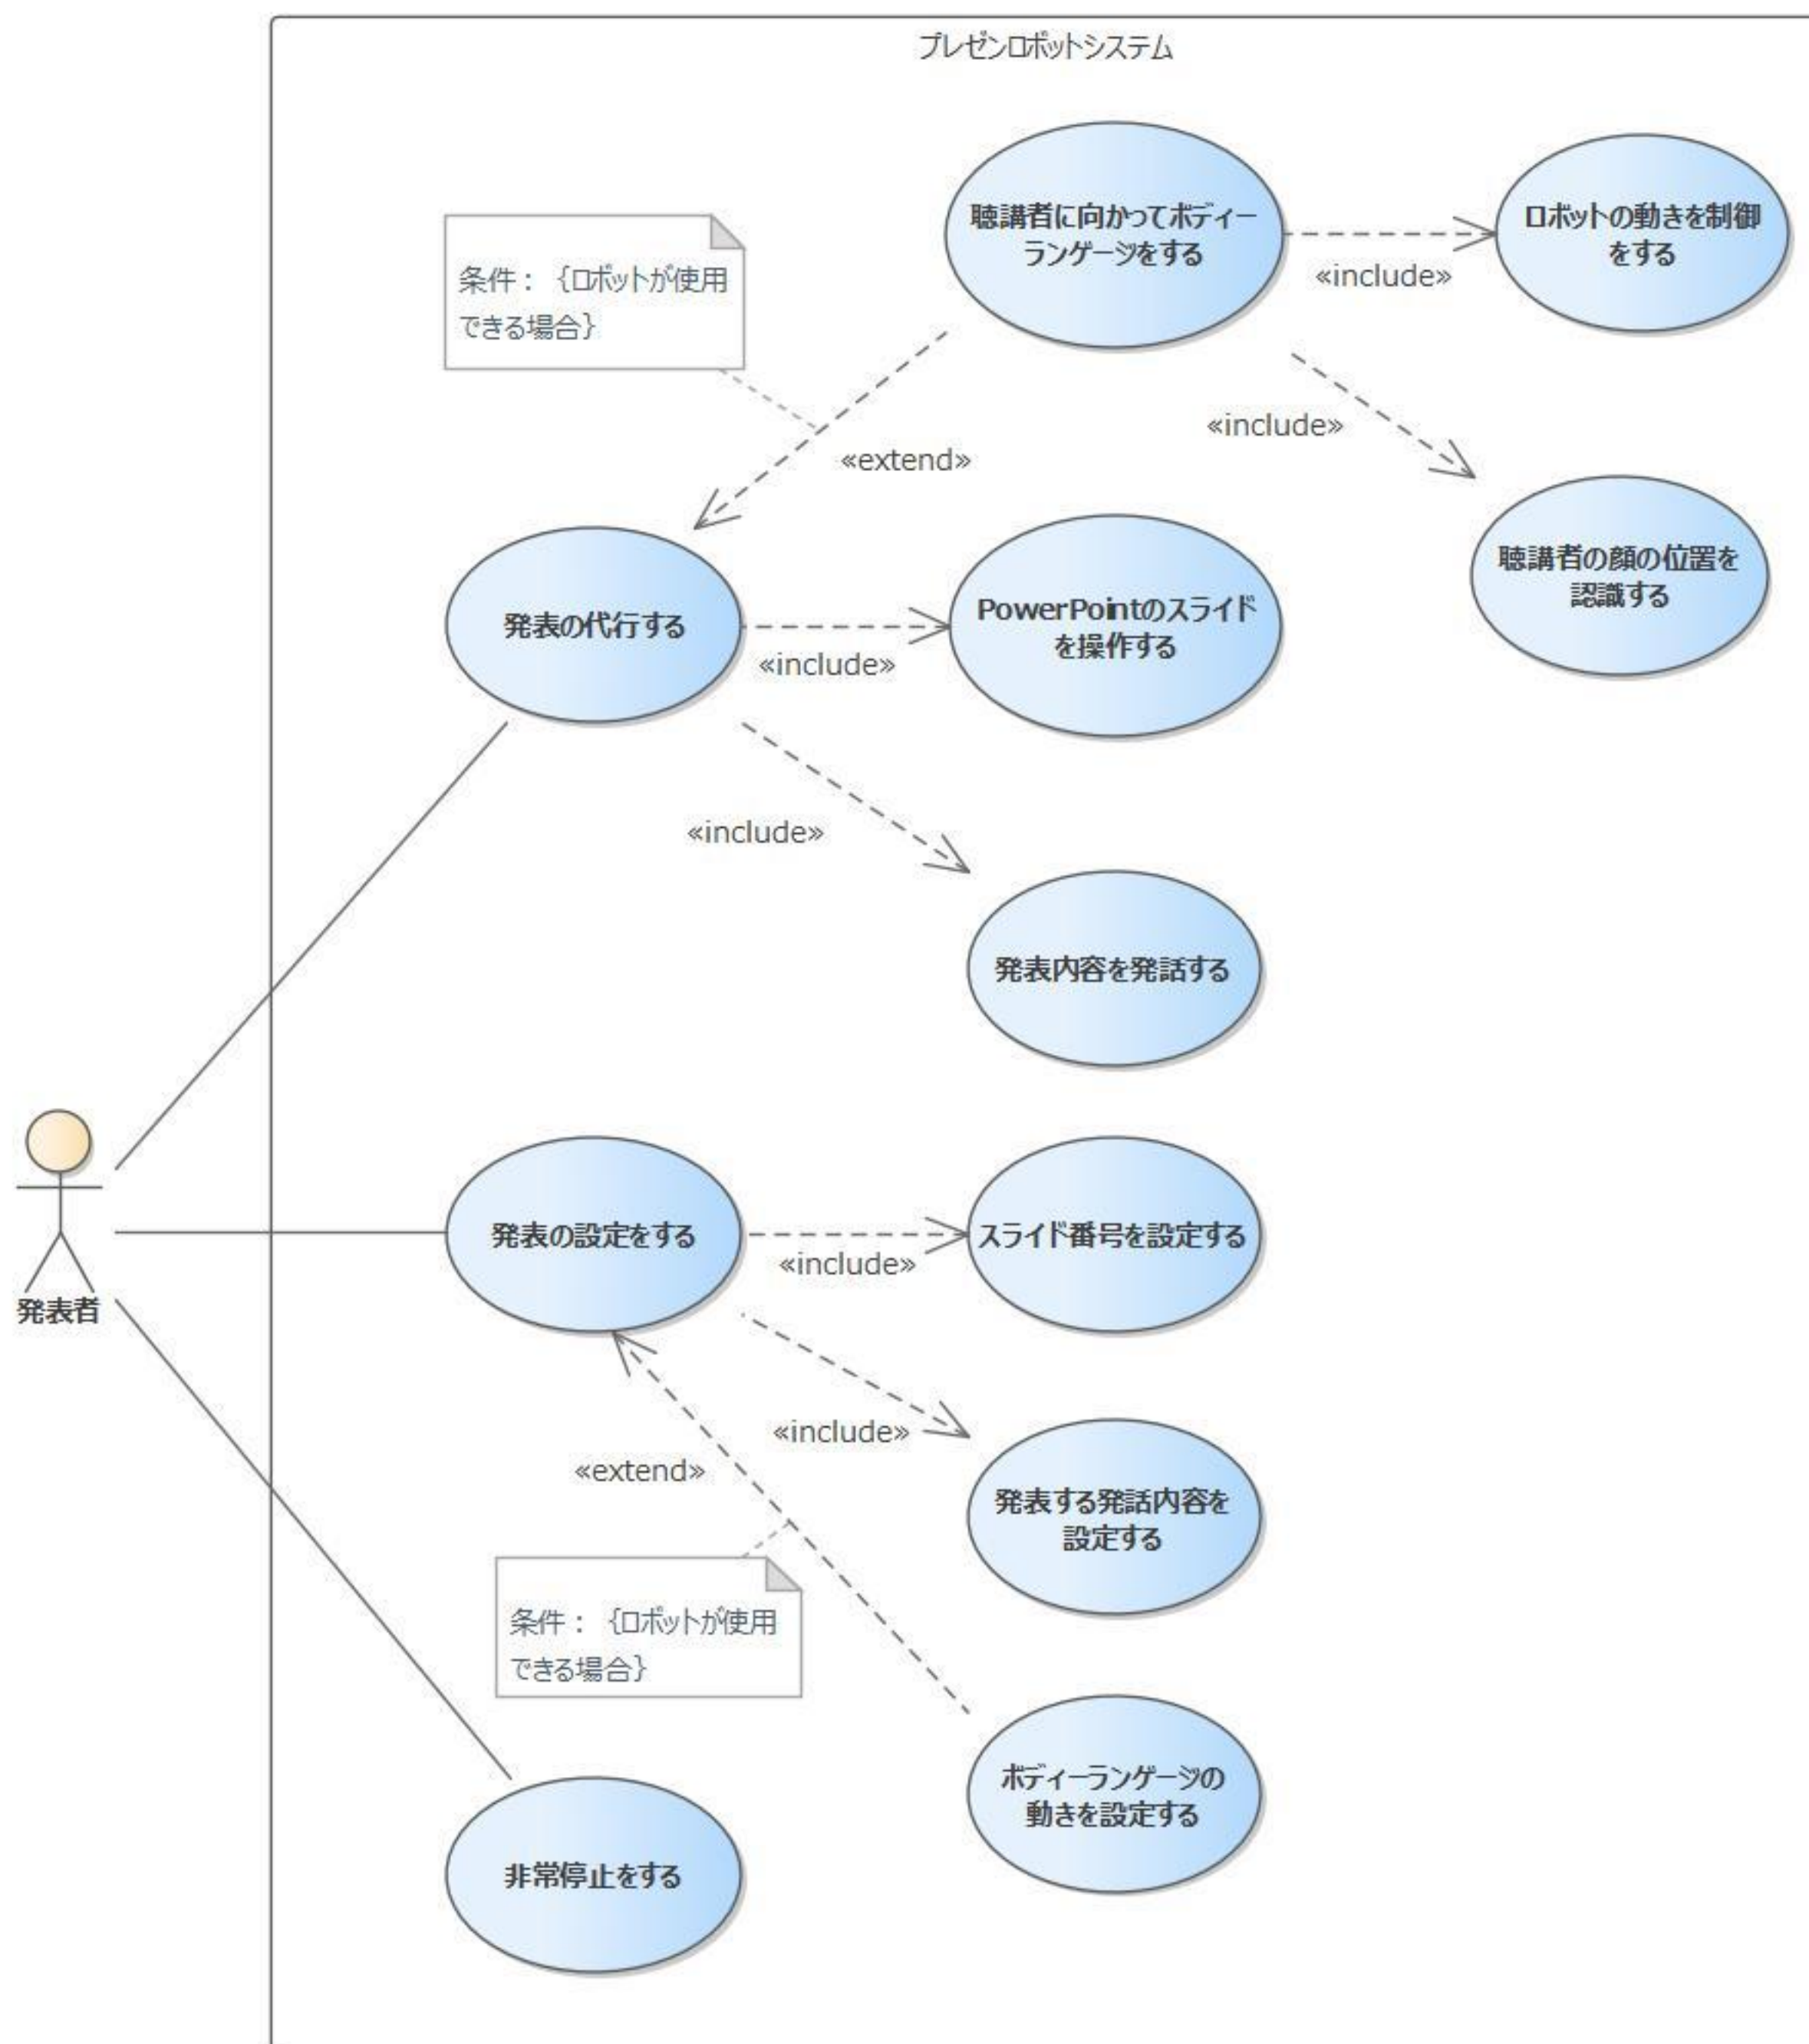 プレゼンロボットシステム
聴講者に向かってボディー
ランゲージをする
ロボットの動きを制御
をする
«include»
条件： {ロボットが使用
できる場合}
«include»
«extend»
聴講者の顔の位置を
認識する
発表の代行する
PowerPointのスライド
を操作する
«include»
«include»
発表内容を発話する
発表者
発表の設定をする
スライド番号を設定する
«include»
«include»
«extend»
発表する発話内容を
設定する
条件： {ロボットが使用
できる場合}
ボディーランゲージの
動きを設定する
非常停止をする